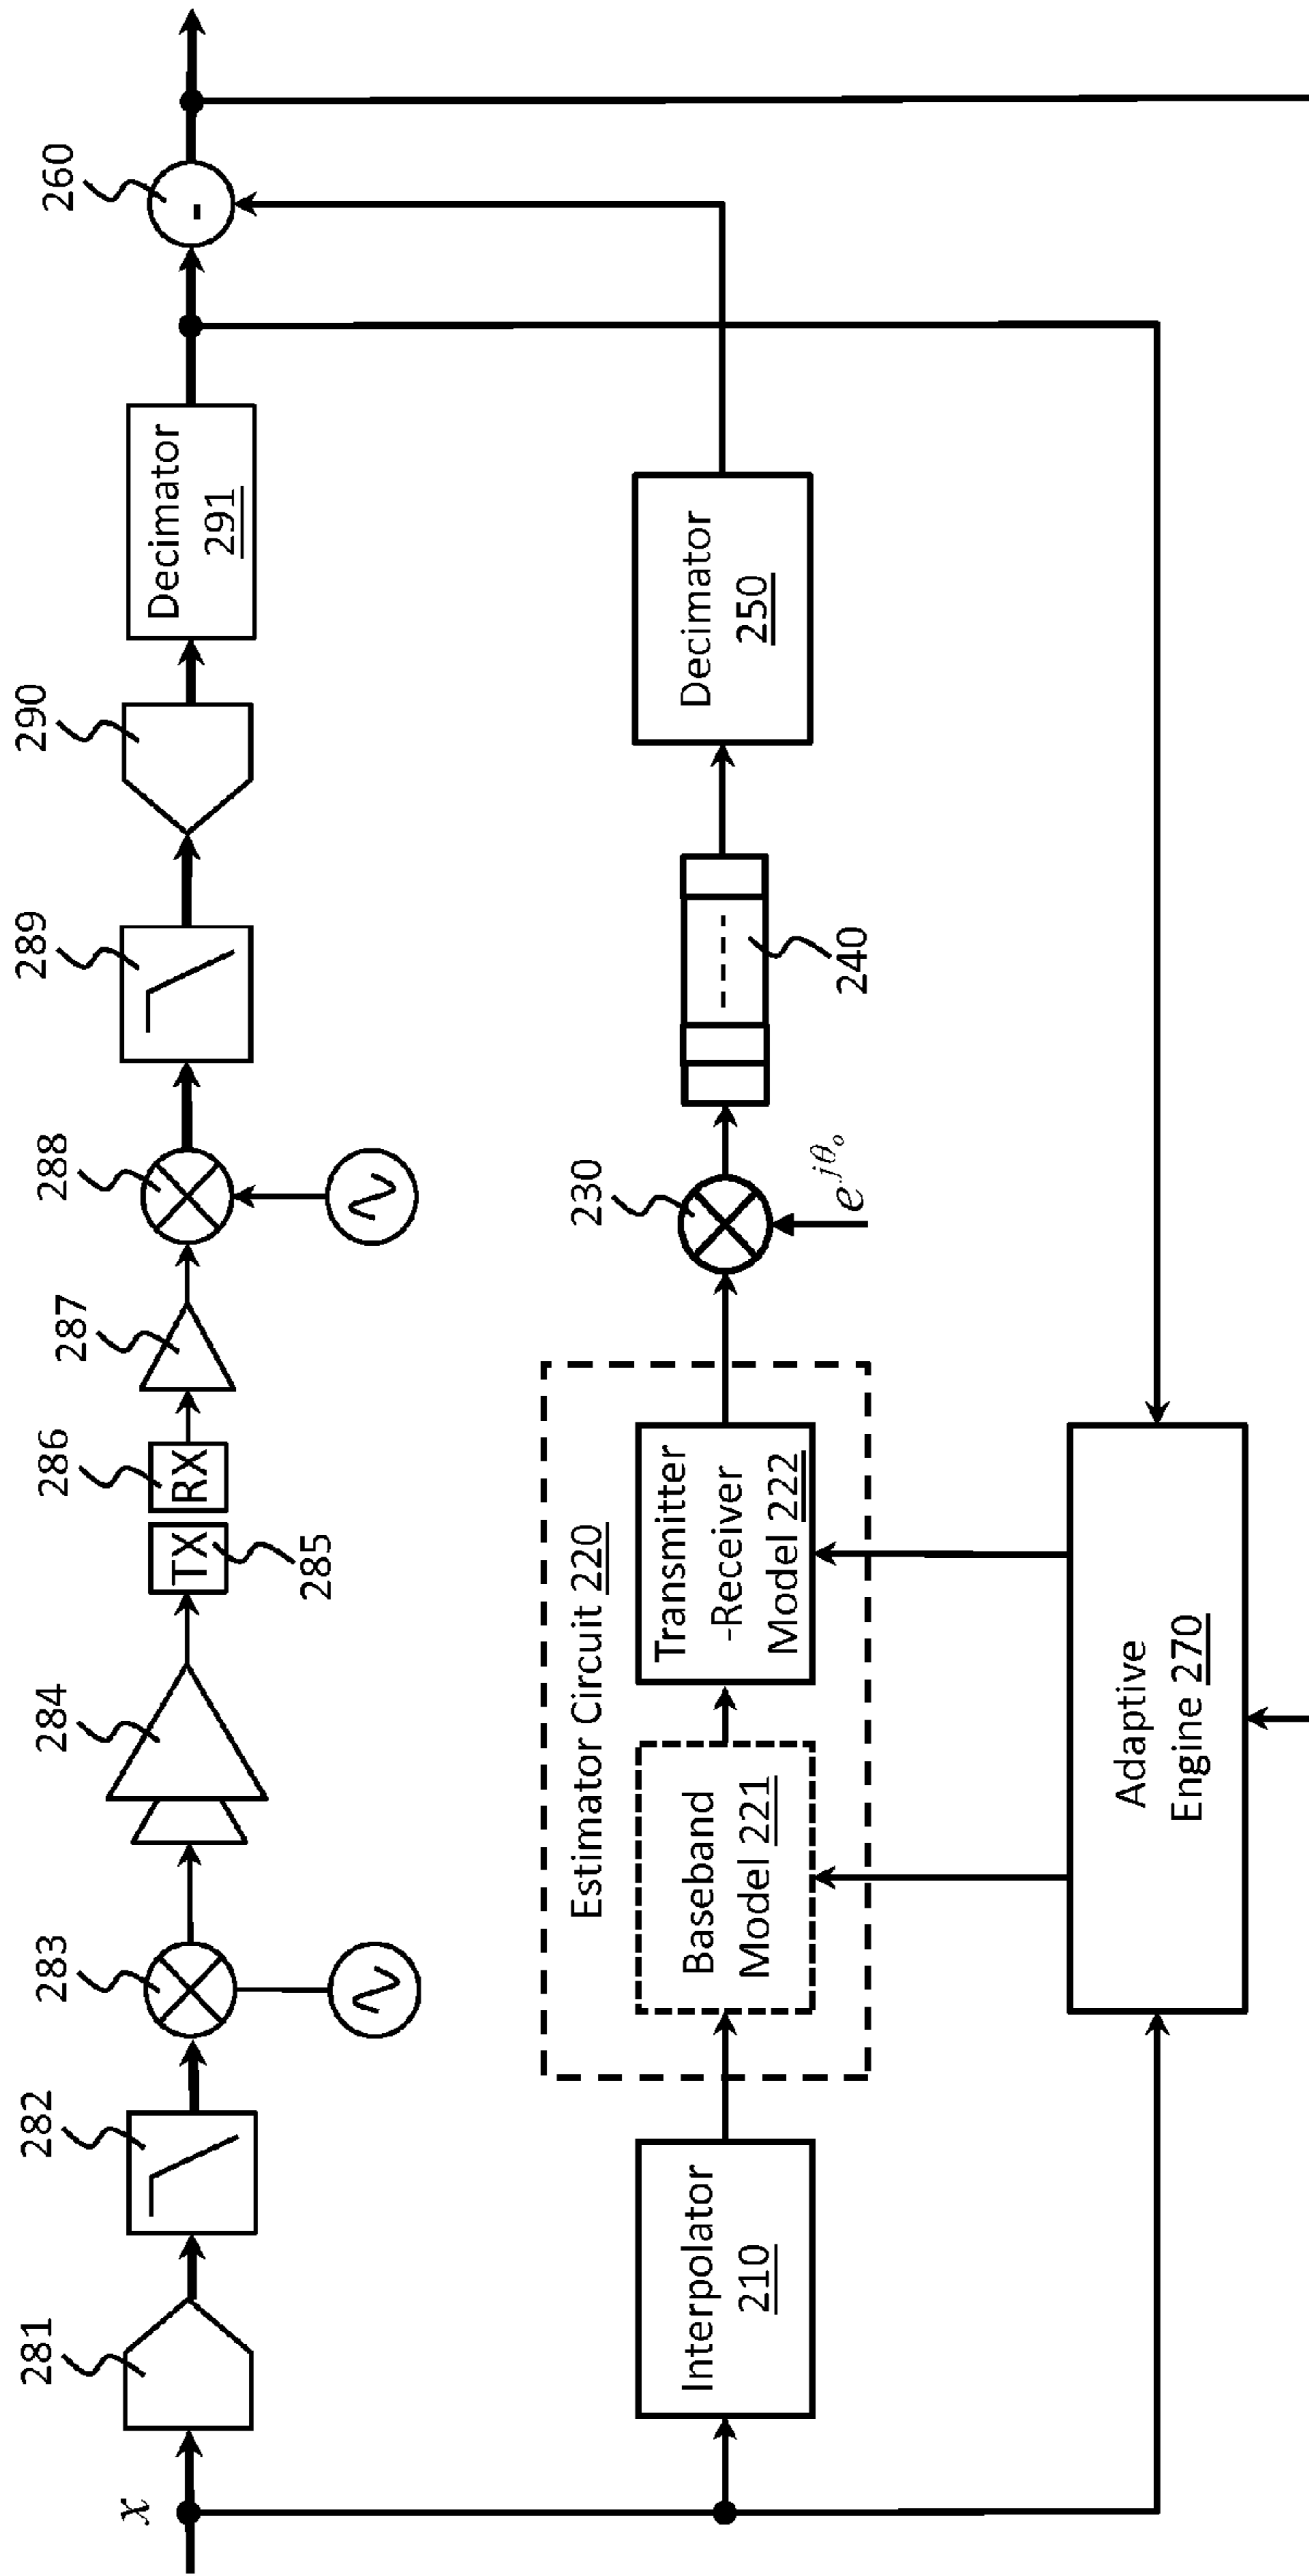 x
281
282
283
284
TX
285
RX
286
287
288
289
290
Decimator
291
260
-
Interpolator
210
Estimator Circuit 220
Baseband
Model 221
Transmitter
-Receiver
Model 222
230
e^{jθ_o}
240
Decimator
250
Adaptive
Engine 270